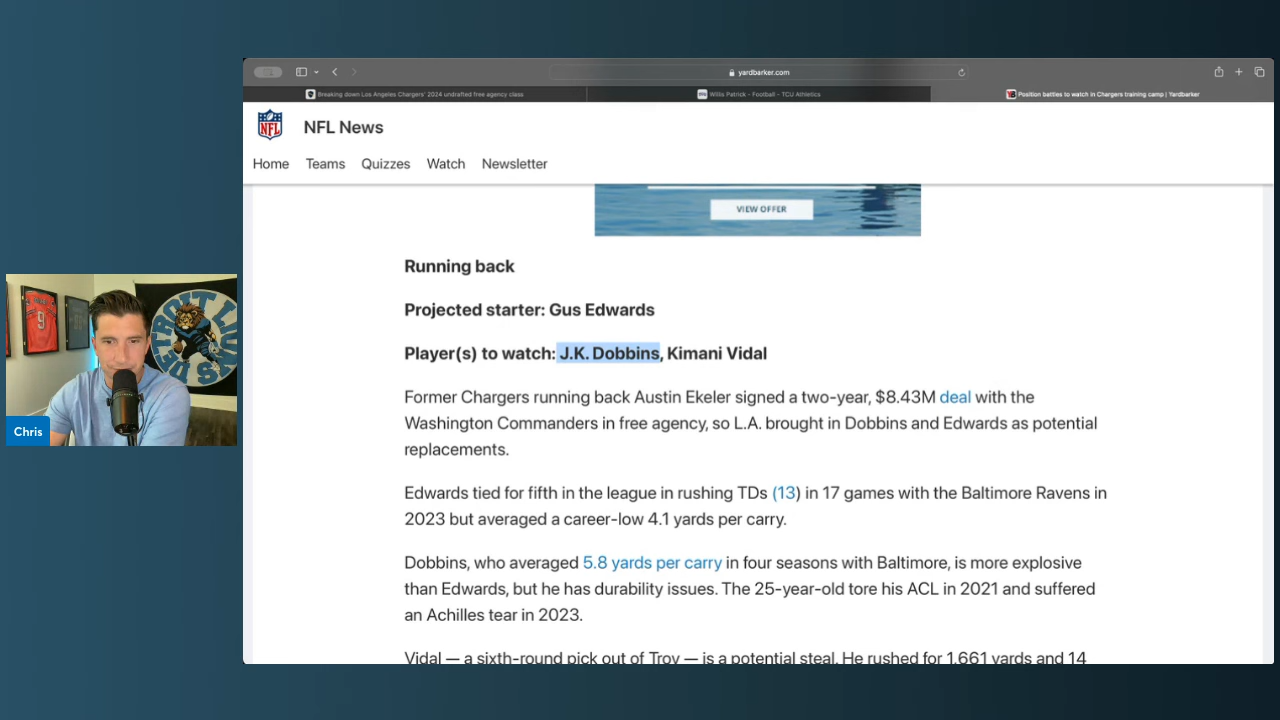 yardbarker.com
Breaking down Los Angeles Chargers' 2024 undrafted free agency class
Willis Patrick - Football - TCU Athletics
Position battles to watch in Chargers training camp | Yardbarker
NFL
NFL News
Home Teams Quizzes Watch Newsletter
VIEW OFFER
Running back
Projected starter: Gus Edwards
Player(s) to watch: J.K. Dobbins, Kimani Vidal
Former Chargers running back Austin Ekeler signed a two-year, $8.43M deal with the
Washington Commanders in free agency, so L.A. brought in Dobbins and Edwards as potential
replacements.
Edwards tied for fifth in the league in rushing TDs (13) in 17 games with the Baltimore Ravens in
2023 but averaged a career-low 4.1 yards per carry.
Dobbins, who averaged 5.8 yards per carry in four seasons with Baltimore, is more explosive
than Edwards, but he has durability issues. The 25-year-old tore his ACL in 2021 and suffered
an Achilles tear in 2023.
Vidal — a sixth-round pick out of Troy — is a potential steal. He rushed for 1,661 yards and 14
9
DETROIT LIONS
Chris